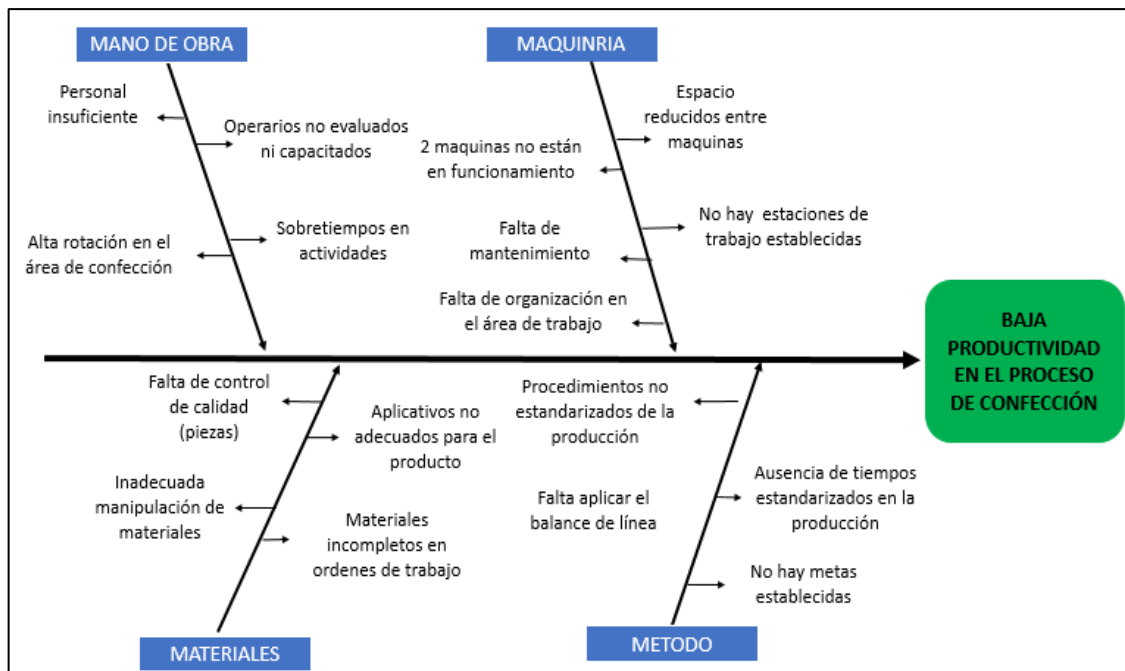 MANO DE OBRA
MAQUINRIA
Personal
insuficiente
Operarios no evaluados
ni capacitados
Alta rotación en el
área de confección
Sobretiempos en
actividades
Espacio
reducidos entre
maquinas
2 maquinas no están
en funcionamiento
No hay estaciones de
trabajo establecidas
Falta de
mantenimiento
Falta de organización en
el área de trabajo
BAJA
PRODUCTIVIDAD
EN EL PROCESO
DE CONFECCIÓN
Falta de control
de calidad
(piezas)
Aplicativos no
adecuados para el
producto
Inadecuada
manipulación de
materiales
Materiales
incompletos en
ordenes de trabajo
Procedimientos no
estandarizados de la
producción
Ausencia de tiempos
estandarizados en la
producción
Falta aplicar el
balance de línea
No hay metas
establecidas
MATERIALES
METODO